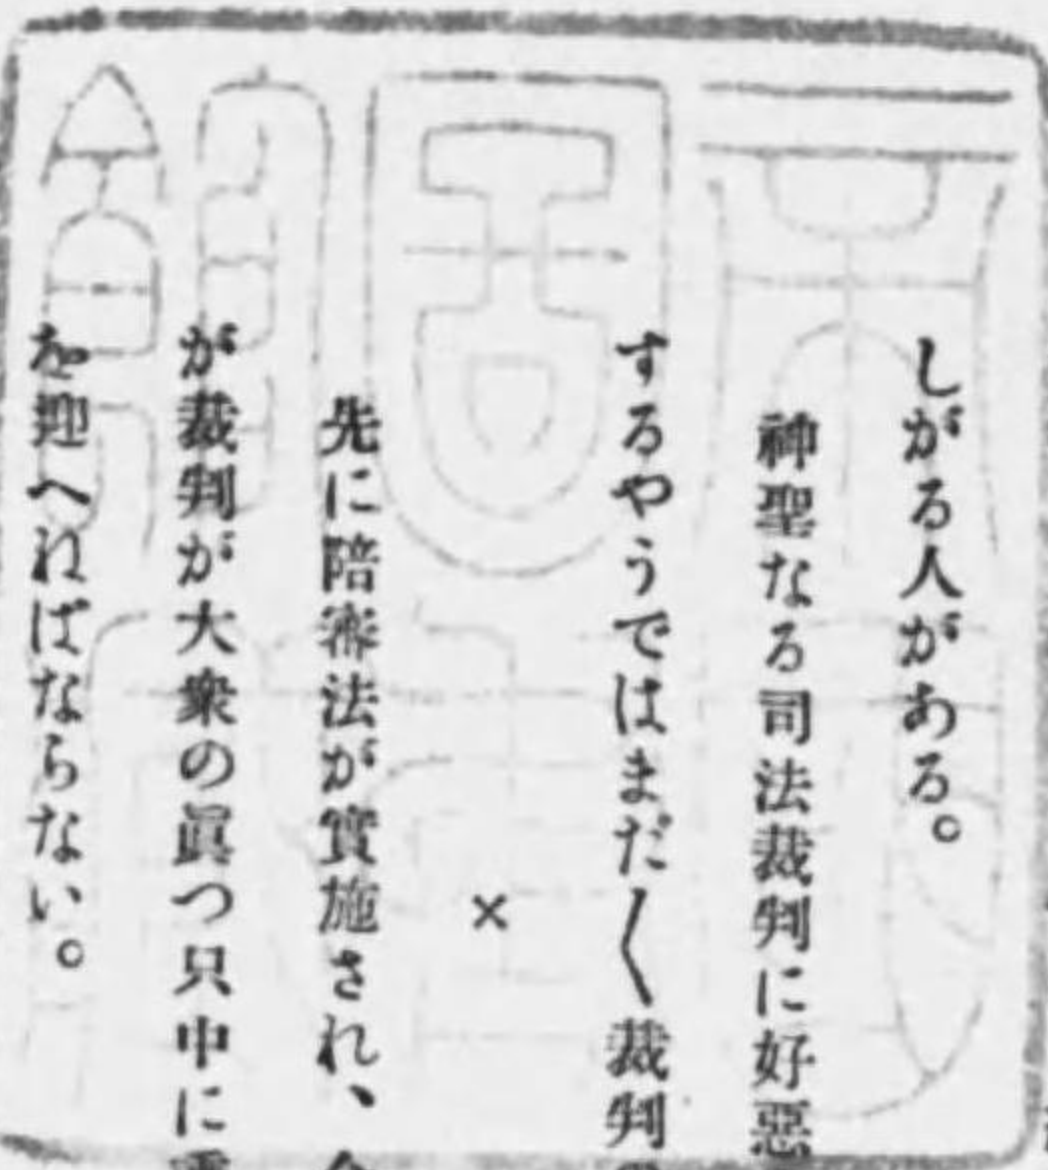 しがる人がある。
神聖なる司法裁判に好惡
するやうではまだ〱裁判
×
先に陪審法が實施され、
が裁判が大衆の眞つ只中に
を迎へねばならない。